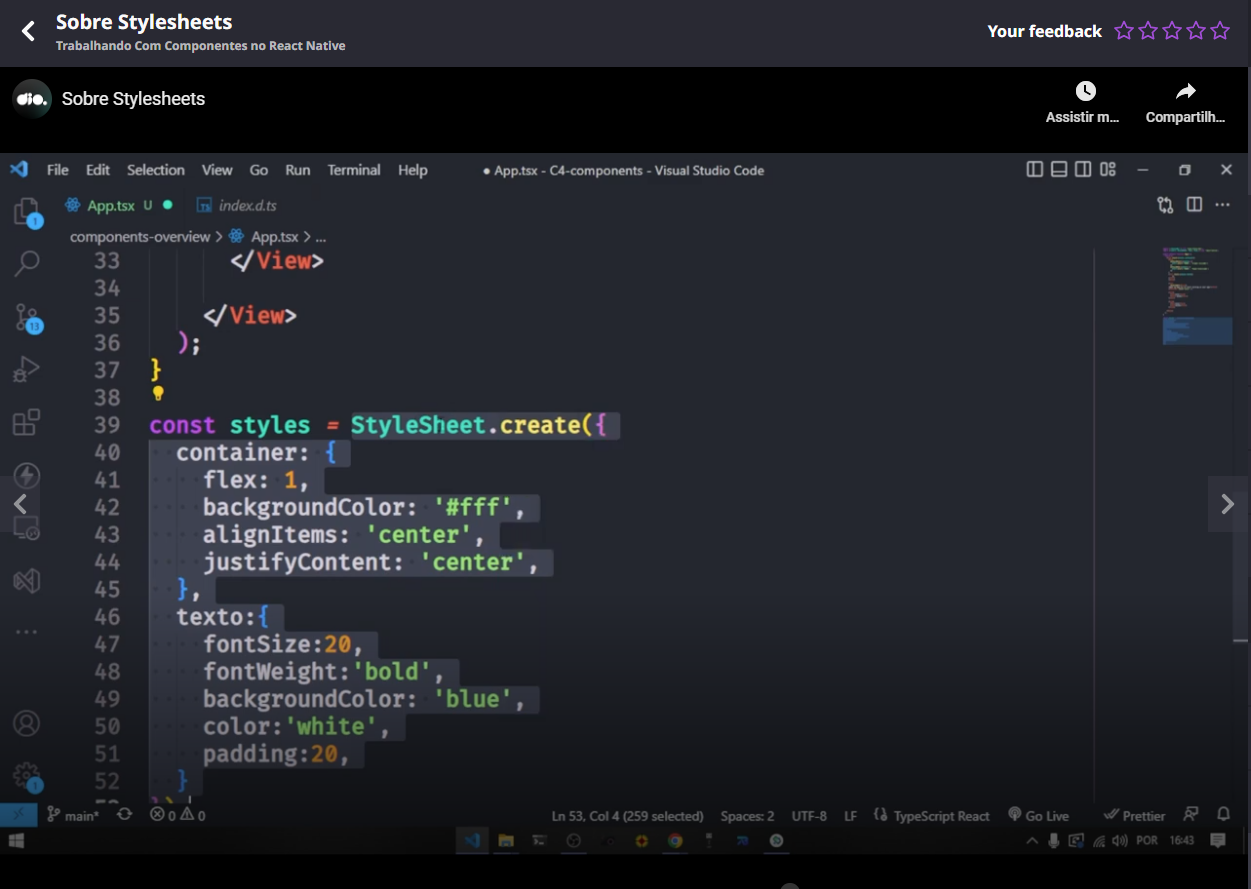 Sobre Stylesheets
Trabalhando Com Componentes no React Native
Your feedback
dio.
Sobre Stylesheets
Assistir m...
Compartilh...
File Edit Selection View Go Run Terminal Help
● App.tsx - C4-components - Visual Studio Code
App.tsx U ●
TS index.d.ts
components-overview > App.tsx > ...
1
13
1
33 </View>
34
35 </View>
36 );
37 }
38
39 const styles = StyleSheet.create({
40 container: {
41 flex: 1,
42 backgroundColor: '#fff',
43 alignItems: 'center',
44 justifyContent: 'center',
45 },
46 texto:{
47 fontSize:20,
48 fontWeight:'bold',
49 backgroundColor: 'blue',
50 color:'white',
51 padding:20,
52 }
main* 0 0 Ln 53, Col 4 (259 selected) Spaces: 2 UTF-8 LF TypeScript React Go Live Prettier
POR 16:43